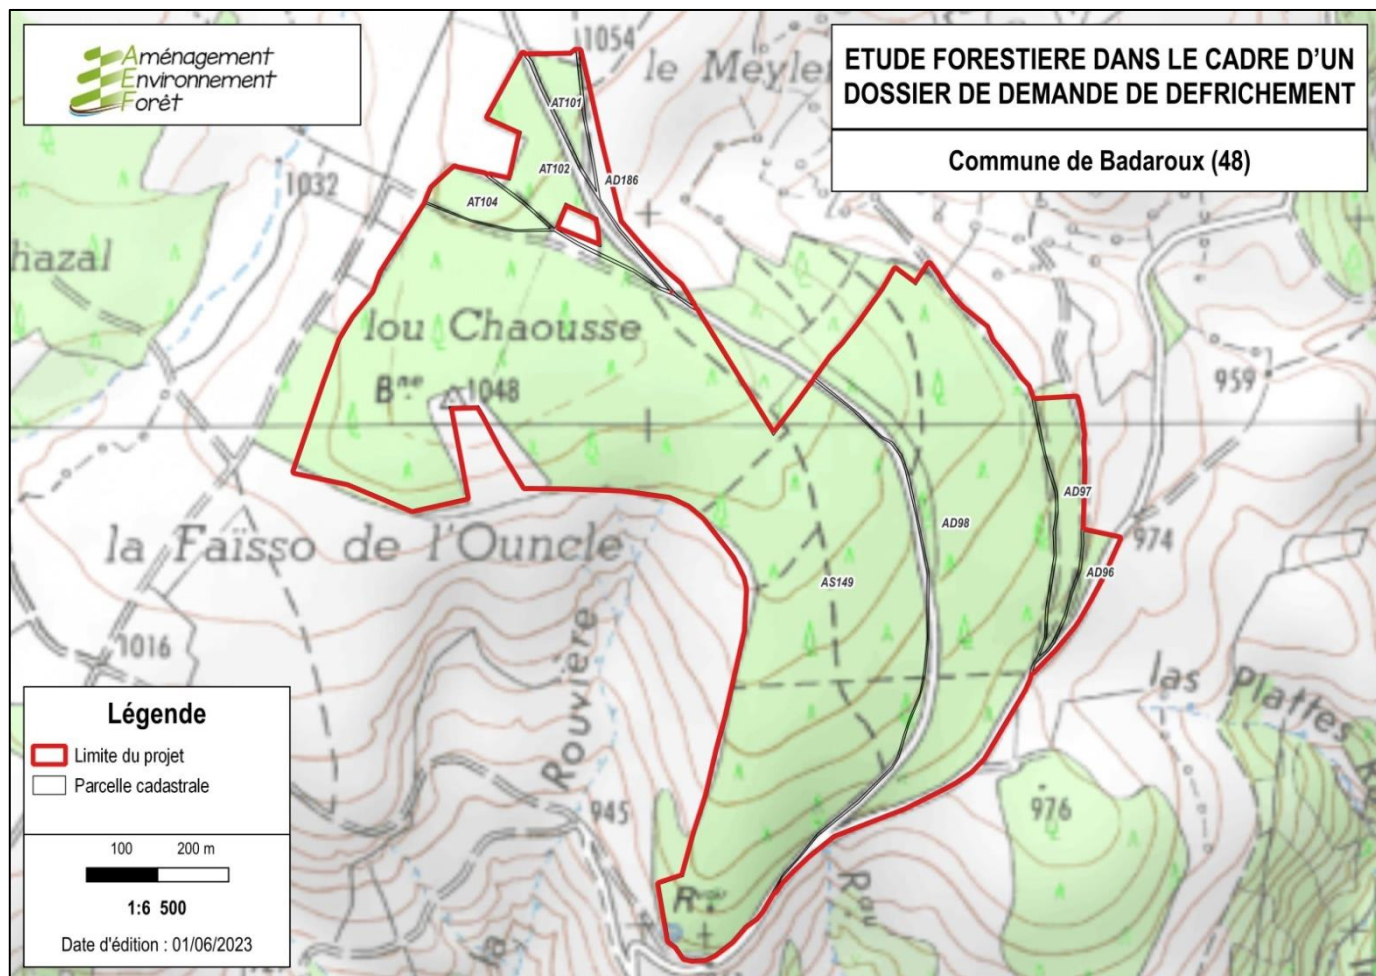 Aménagement
Environnement
Forêt
ETUDE FORESTIERE DANS LE CADRE D'UN
DOSSIER DE DEMANDE DE DEFRICHEMENT
Commune de Badaroux (48)
1054
le Meyle
AT101
AT102
AD186
AT104
1032
hazal
lou Chaousse
Bne
1048
959
la Faïsso de l'Ouncle
AD97
AD98
974
AD96
AS149
1016
Rouvière
las Plattes
945
976
la
Rau
Légende
Limite du projet
Parcelle cadastrale
100 200 m
1:6 500
Date d'édition : 01/06/2023